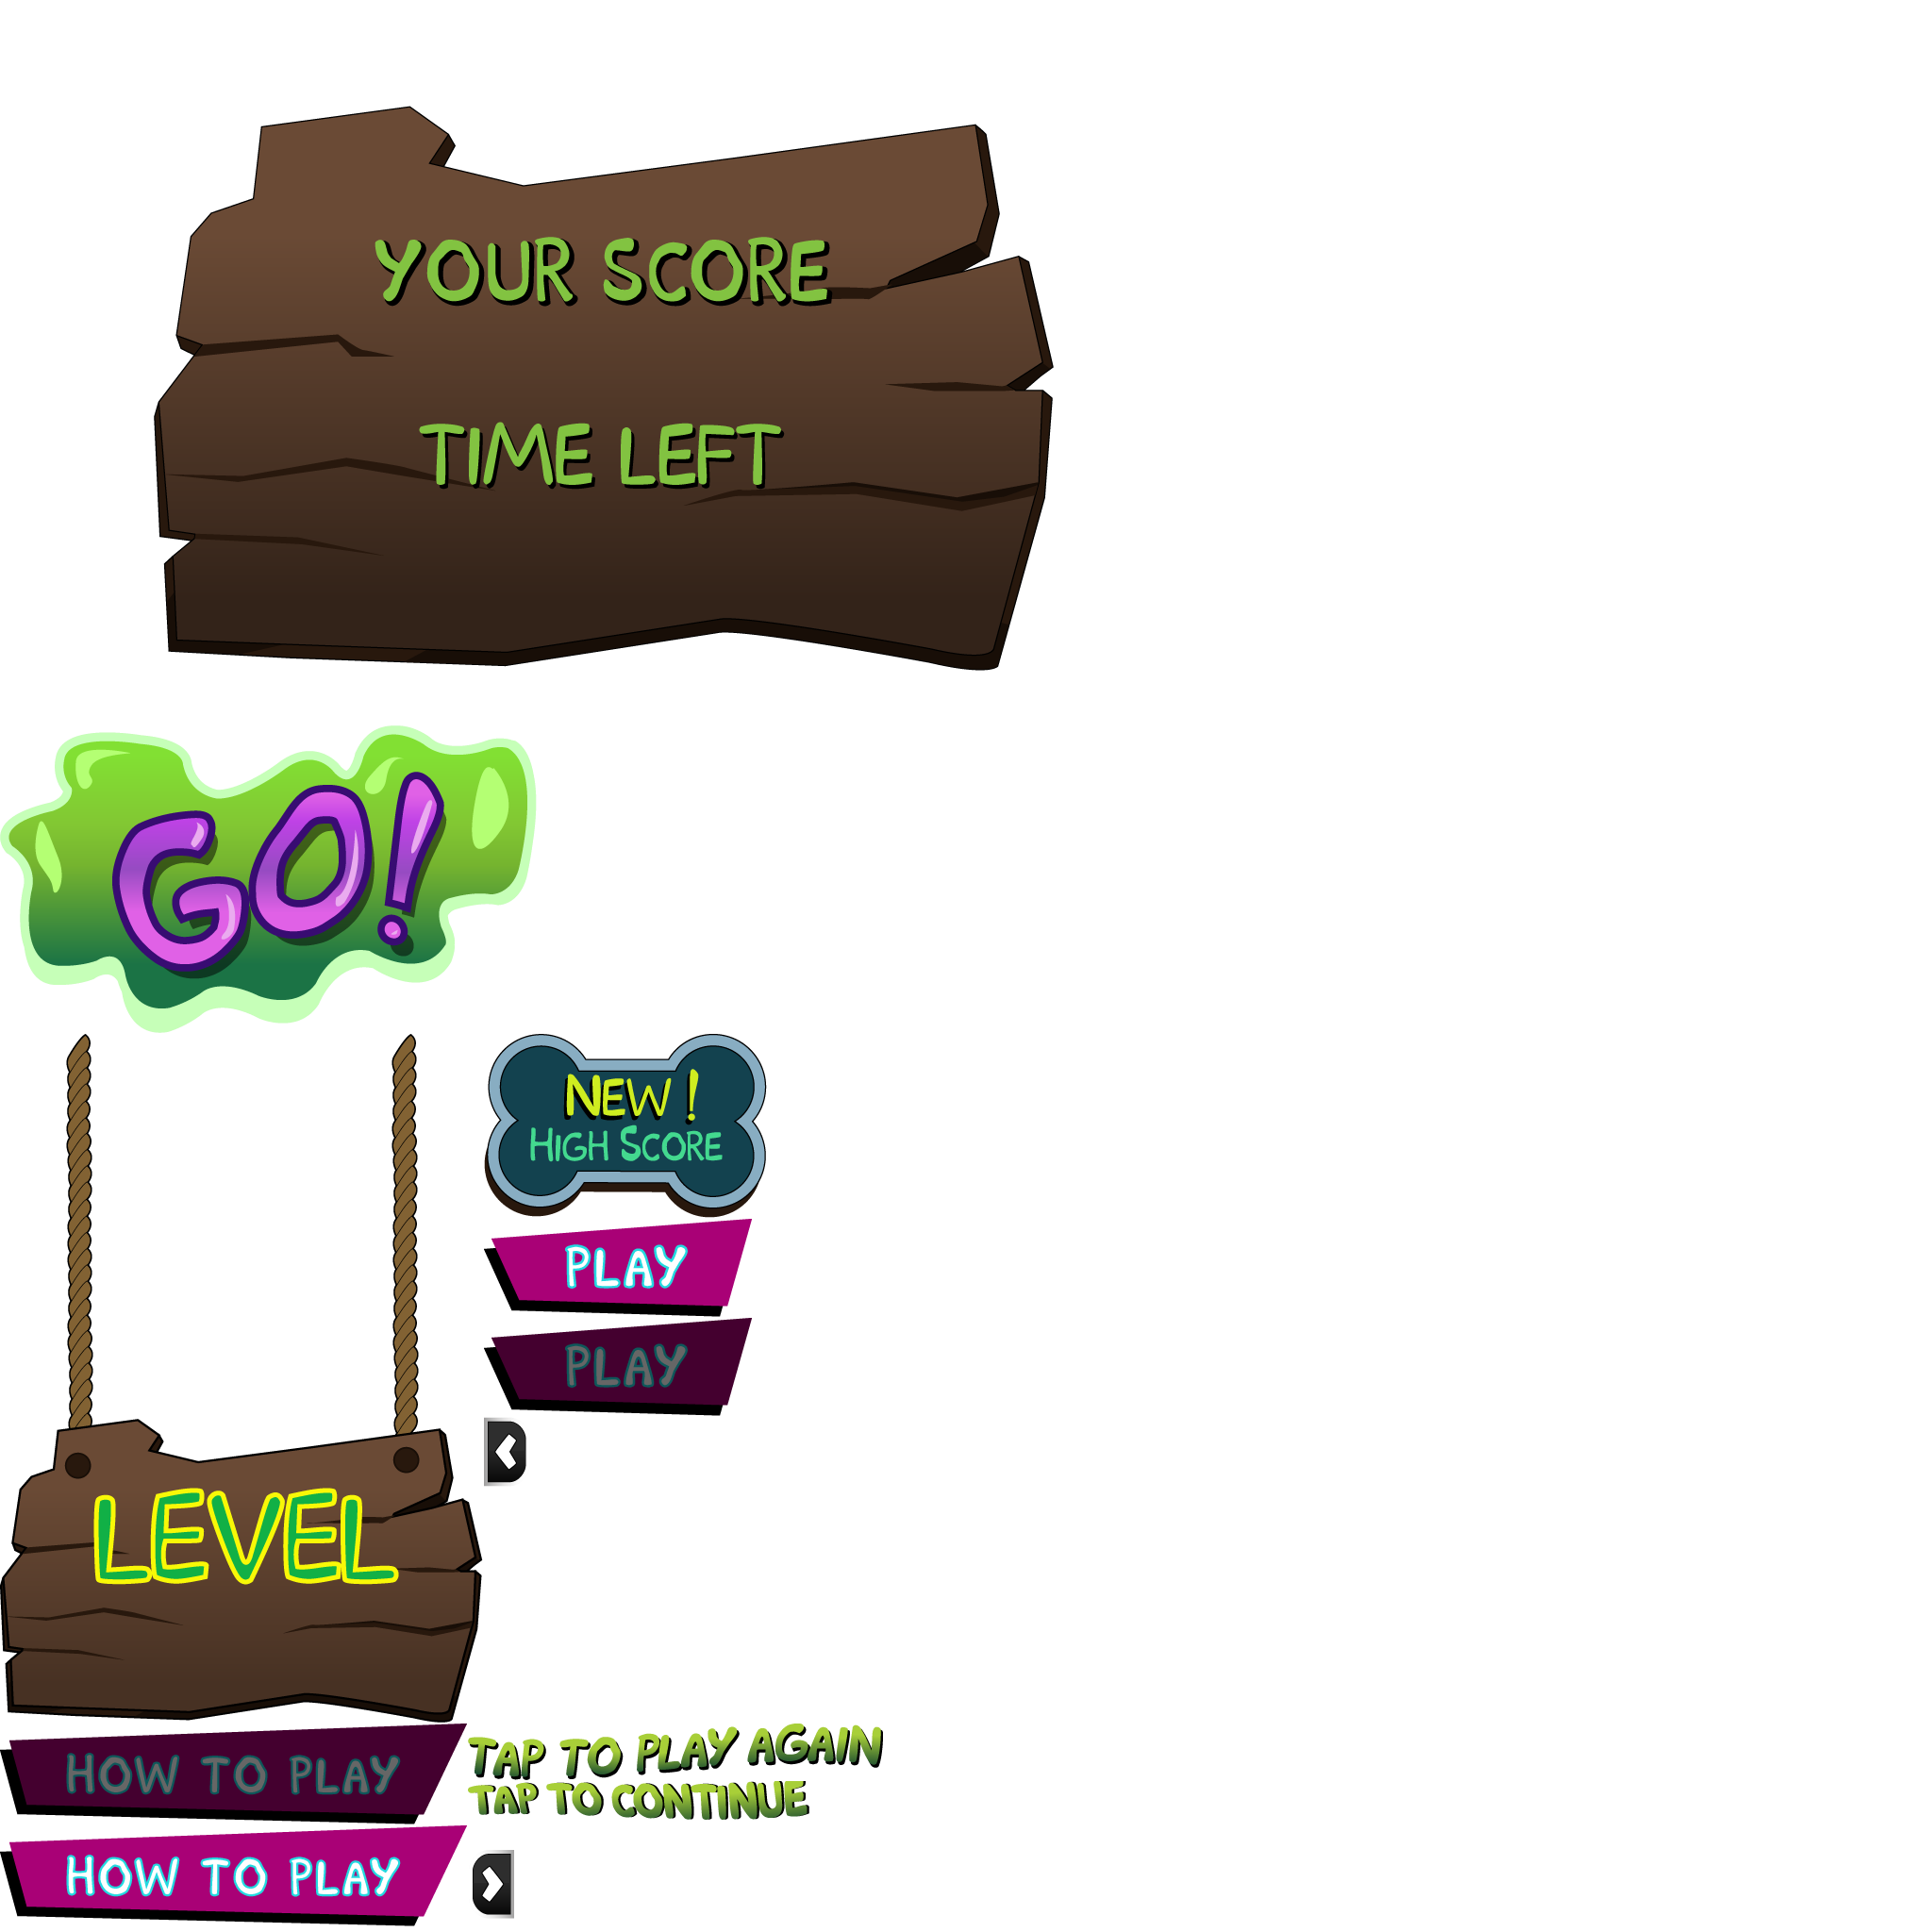 YOUR SCORE
TIME LEFT
GO!
NEW!
HIGH SCORE
PLAY
PLAY
LEVEL
HOW TO PLAY
TAP TO PLAY AGAIN
TAP TO CONTINUE
HOW TO PLAY